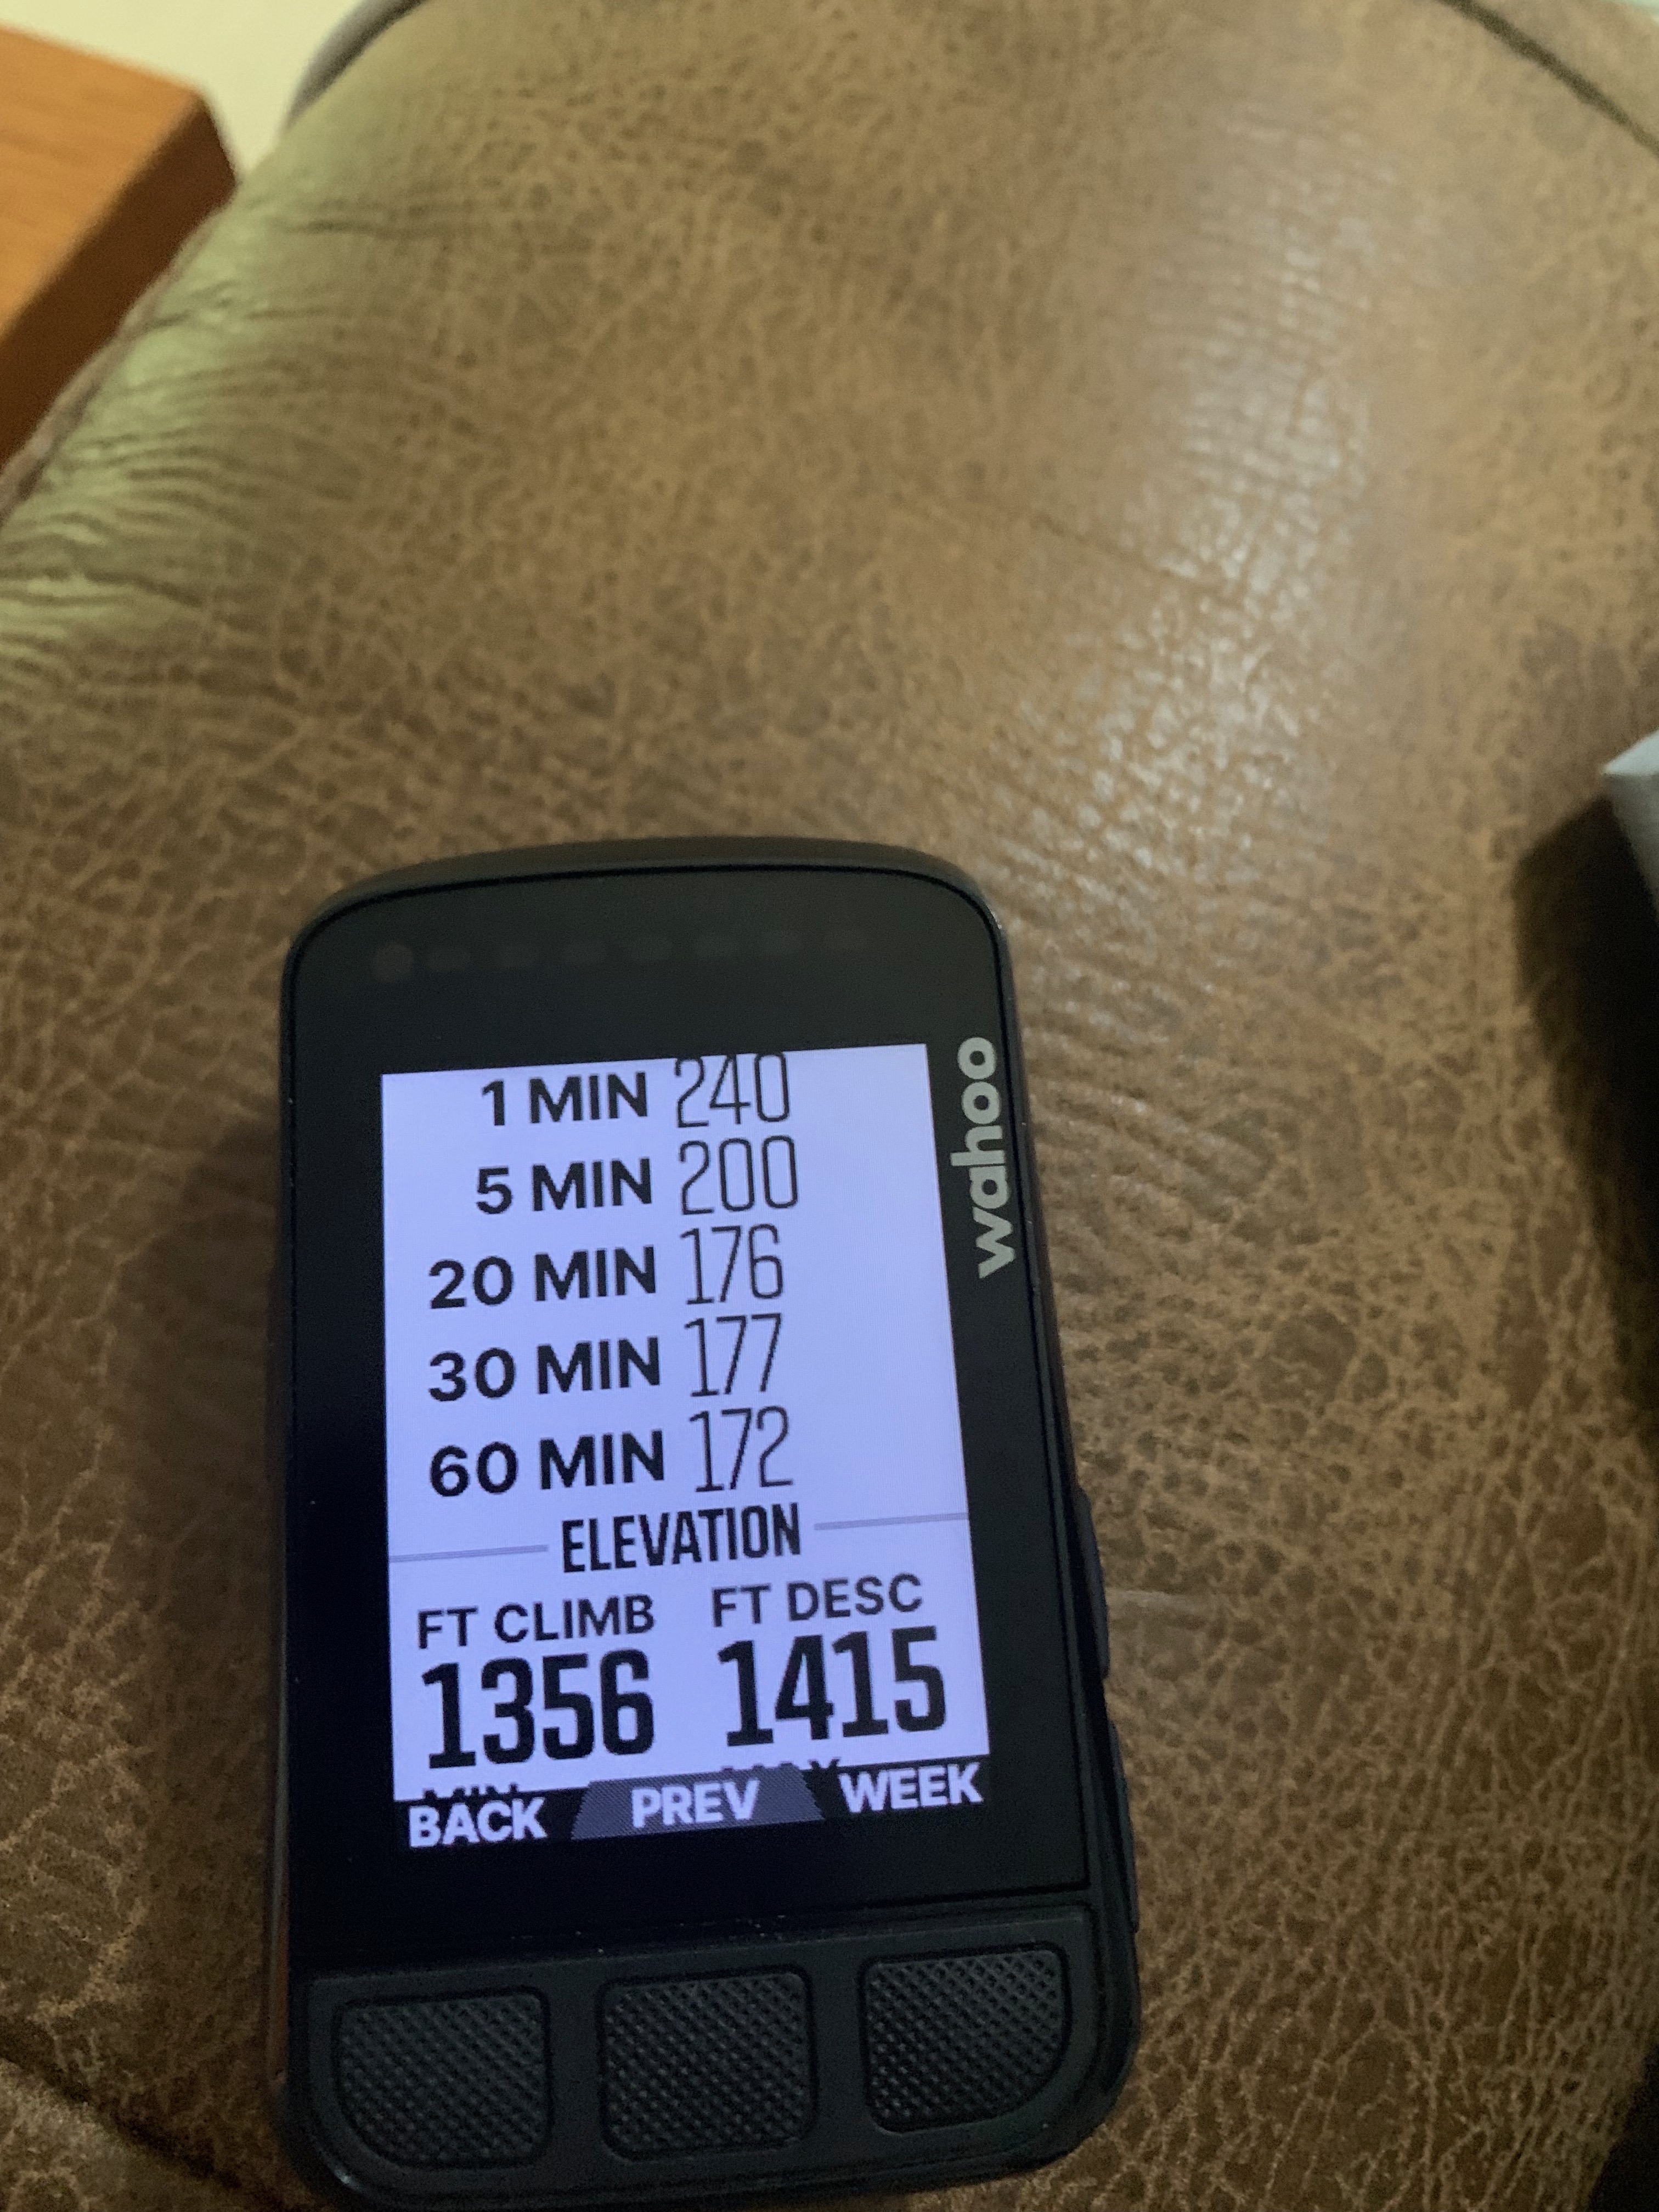 wahoo
1 MIN 240
5 MIN 200
20 MIN 176
30 MIN 177
60 MIN 172
ELEVATION
FT CLIMB FT DESC
1356 1415
BACK PREV WEEK